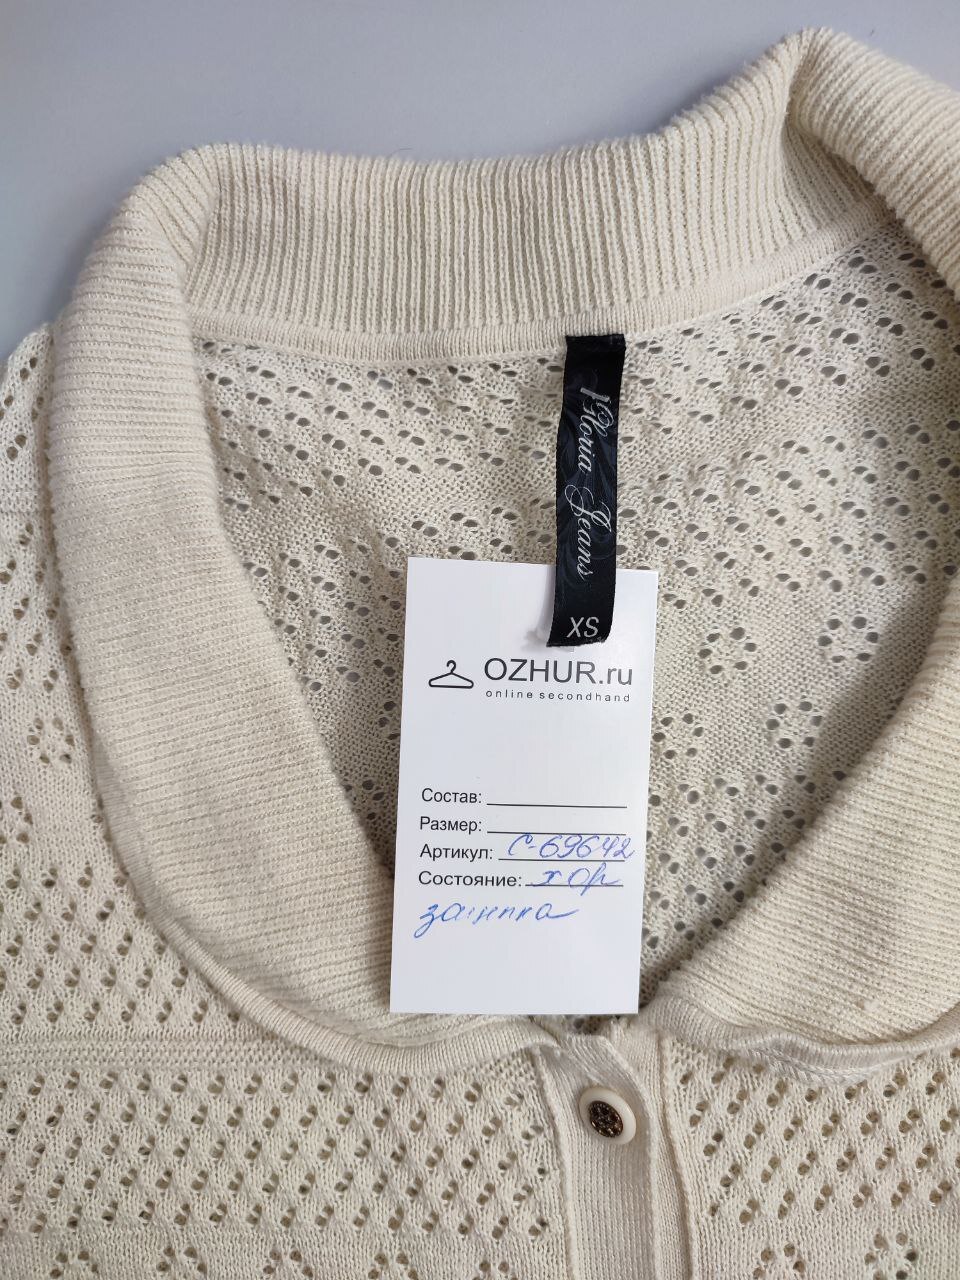 Gloria Jeans
XS
OZHUR.ru
online secondhand
Состав:
Размер:
Артикул: С-69642
Состояние: хор
зацепка